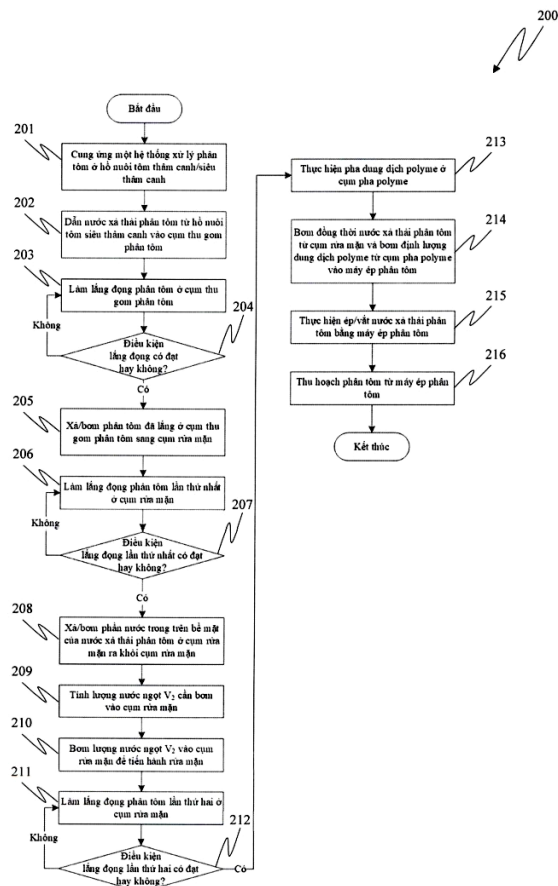 200
Bắt đầu
201
Cung ứng một hệ thống xử lý phân
tôm ở hồ nuôi tôm thâm canh/siêu
thâm canh
202
Dẫn nước xả thải phân tôm từ hồ nuôi
tôm siêu thâm canh vào cụm thu gom
phân tôm
203
Làm lắng đọng phân tôm ở cụm thu
gom phân tôm
Không
204
Điều kiện
lắng đọng có đạt
hay không?
Có
205
Xả/bơm phân tôm đã lắng ở cụm thu
gom phân tôm sang cụm rửa mặn
206
Làm lắng đọng phân tôm lần thứ nhất
ở cụm rửa mặn
Không
207
Điều kiện
lắng đọng lần thứ nhất có đạt
hay không?
Có
208
Xả/bơm phần nước trong trên bề mặt
của nước xả thải phân tôm ở cụm rửa
mặn ra khỏi cụm rửa mặn
209
Tính lượng nước ngọt V₂ cần bơm
vào cụm rửa mặn
210
Bơm lượng nước ngọt V₂ vào cụm
rửa mặn để tiến hành rửa mặn
211
Làm lắng đọng phân tôm lần thứ hai ở
cụm rửa mặn
Không
212
Điều kiện
lắng đọng lần thứ hai có đạt
hay không?
Có
213
Thực hiện pha dung dịch polyme ở
cụm pha polyme
214
Bơm đồng thời nước xả thải phân tôm
từ cụm rửa mặn và bơm định lượng
dung dịch polyme từ cụm pha polyme
vào máy ép phân tôm
215
Thực hiện ép/vắt nước xả thải phân
tôm bằng máy ép phân tôm
216
Thu hoạch phân tôm từ máy ép phân
tôm
Kết thúc